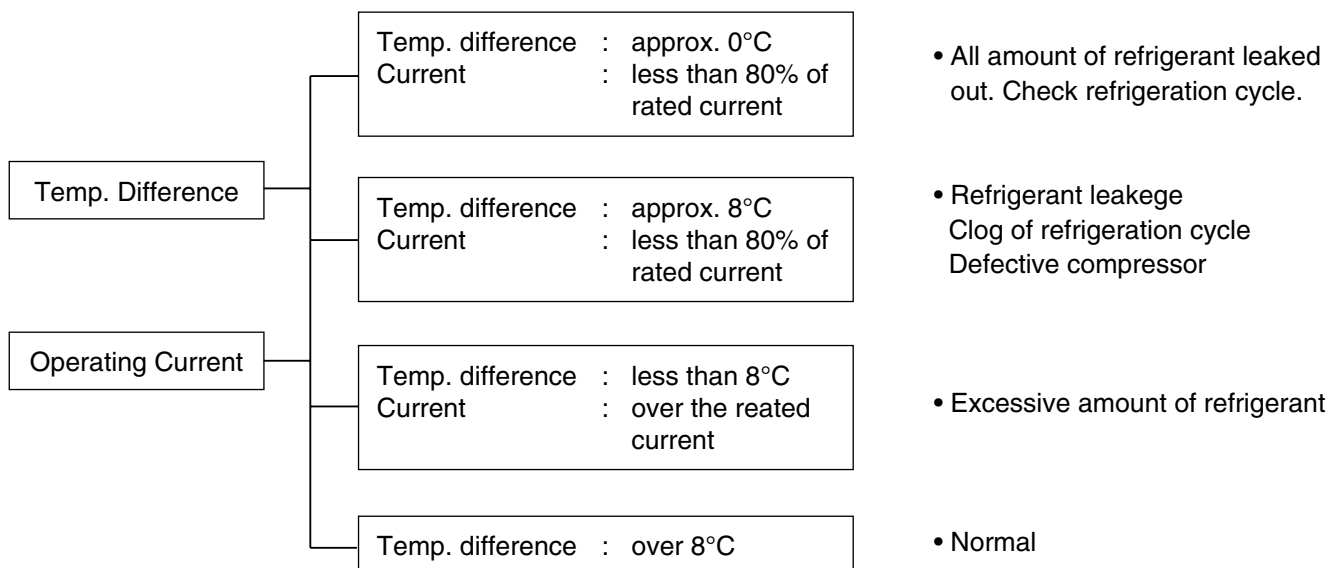 Temp. difference : approx. 0°C
Current : less than 80% of
rated current
• All amount of refrigerant leaked
out. Check refrigeration cycle.
Temp. Difference
Temp. difference : approx. 8°C
Current : less than 80% of
rated current
• Refrigerant leakege
Clog of refrigeration cycle
Defective compressor
Operating Current
Temp. difference : less than 8°C
Current : over the reated
current
• Excessive amount of refrigerant
Temp. difference : over 8°C
• Normal